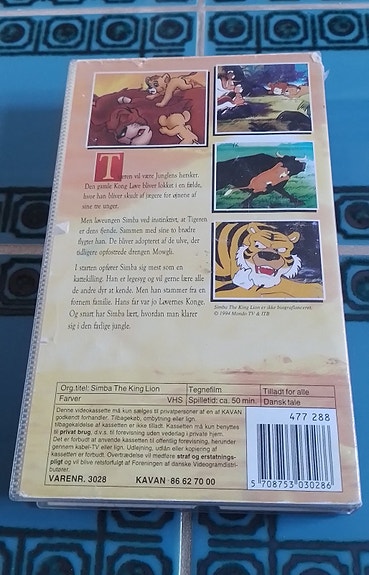 Tigeren vil være Junglens hersker.
Den gamle Kong Løve bliver lokket i en fælde,
hvor han bliver skudt af jægere for øjnene af
sine tre unger.
Men løveungen Simba ved instinktivt, at Tigeren
er dens fjende. Sammen med sine to brødre
flygter han. De bliver adopteret af de ulve, der
tidligere opfostrede drengen Mowgli.
I starten opfører Simba sig mest som en
kattekilling. Han er legesyg og vil gerne lære alle
de andre dyr at kende. Men han stammer fra en
fornem familie. Hans far var jo Løvernes Konge.
Og snart har Simba lært, hvordan man klarer
sig i den farlige jungle.
Simba The King Lion er ikke biografvisneret.
© 1994 Mondo TV & ITB
Org.titel: Simba The King Lion Tegnefilm Tilladt for alle
Farver VHS Spilletid: ca. 50 min. Dansk tale
Denne videokassette må kun sælges til privatpersoner af en af KAVAN
godkendt forhandler. Tilbagekøb, ombytning eller lign.
tilbagekaldelse af kassetten er ikke tilladt. Kassetten må kun benyttes
til privat brug, d.v.s. til foreviring uden vederlag i private hjem.
Det er forbudt at anvende kassetten til offentlig forevisning, herunder
gennem kabel-TV eller lign. Udlejning, udlån eller kopiering af
kassetten er forbudt. Overtrædelse vil medføre straf og erstatnings-
pligt og vil blive retsforfulgt af Foreningen af danske Videogramdistri-
butører.
VARENR. 3028 KAVAN 86 62 70 00
477 288
5 708753 030286